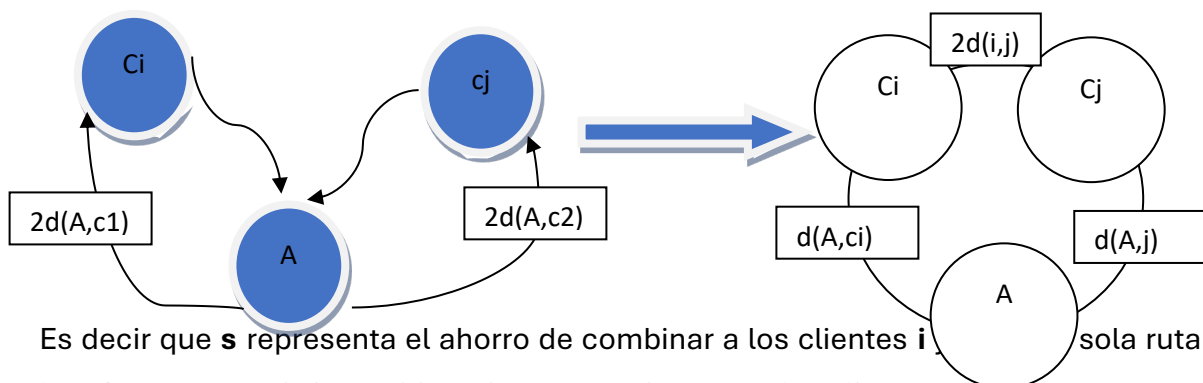 Ci
cj
2d(A,c1)
2d(A,c2)
A
2d(i,j)
Ci
Cj
d(A,ci)
d(A,j)
A
Es decir que s representa el ahorro de combinar a los clientes i sola ruta